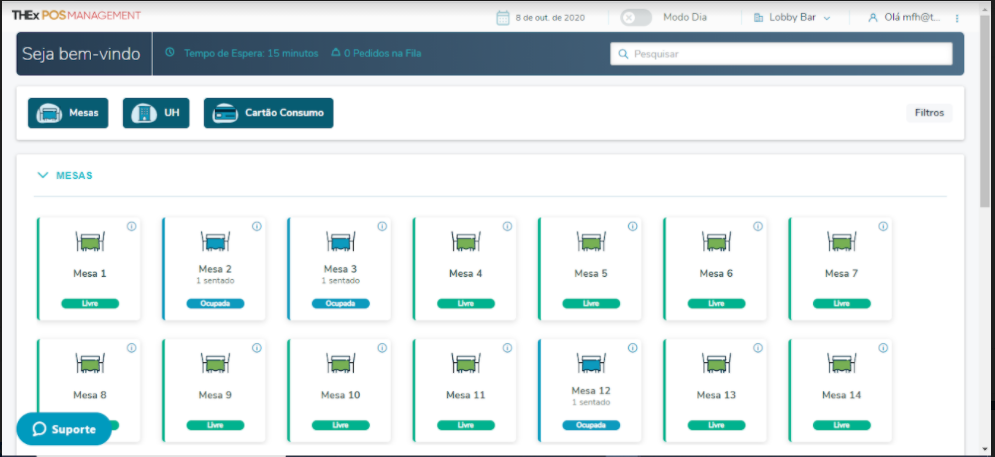 THEx POS MANAGEMENT
8 de out. de 2020
Modo Dia
Lobby Bar
Olá mfh@t...
Seja bem-vindo
Tempo de Espera: 15 minutos
0 Pedidos na Fila
Pesquisar
Mesas
UH
Cartão Consumo
Filtros
MESAS
Mesa 1
Livre
Mesa 2
1 sentado
Ocupada
Mesa 3
1 sentado
Ocupada
Mesa 4
Livre
Mesa 5
Livre
Mesa 6
Livre
Mesa 7
Livre
Mesa 8
Mesa 9
Livre
Mesa 10
Livre
Mesa 11
Livre
Mesa 12
1 sentado
Ocupada
Mesa 13
Livre
Mesa 14
Livre
Suporte